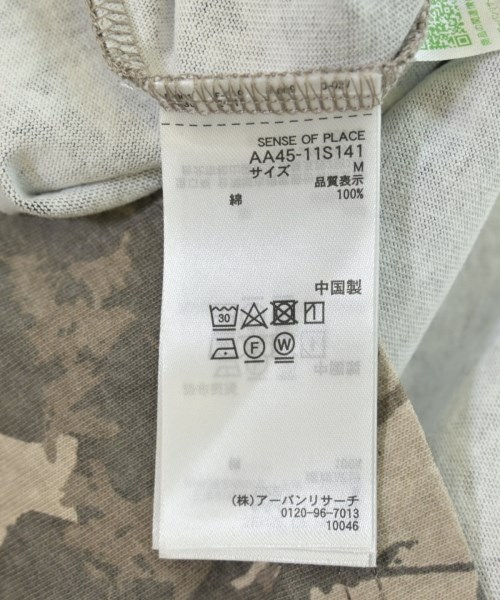 SENSE OF PLACE
AA45-11S141
サイズ M
品質表示
綿 100%
中国製
30
F W
(株)アーバンリサーチ
0120-96-7013
10046